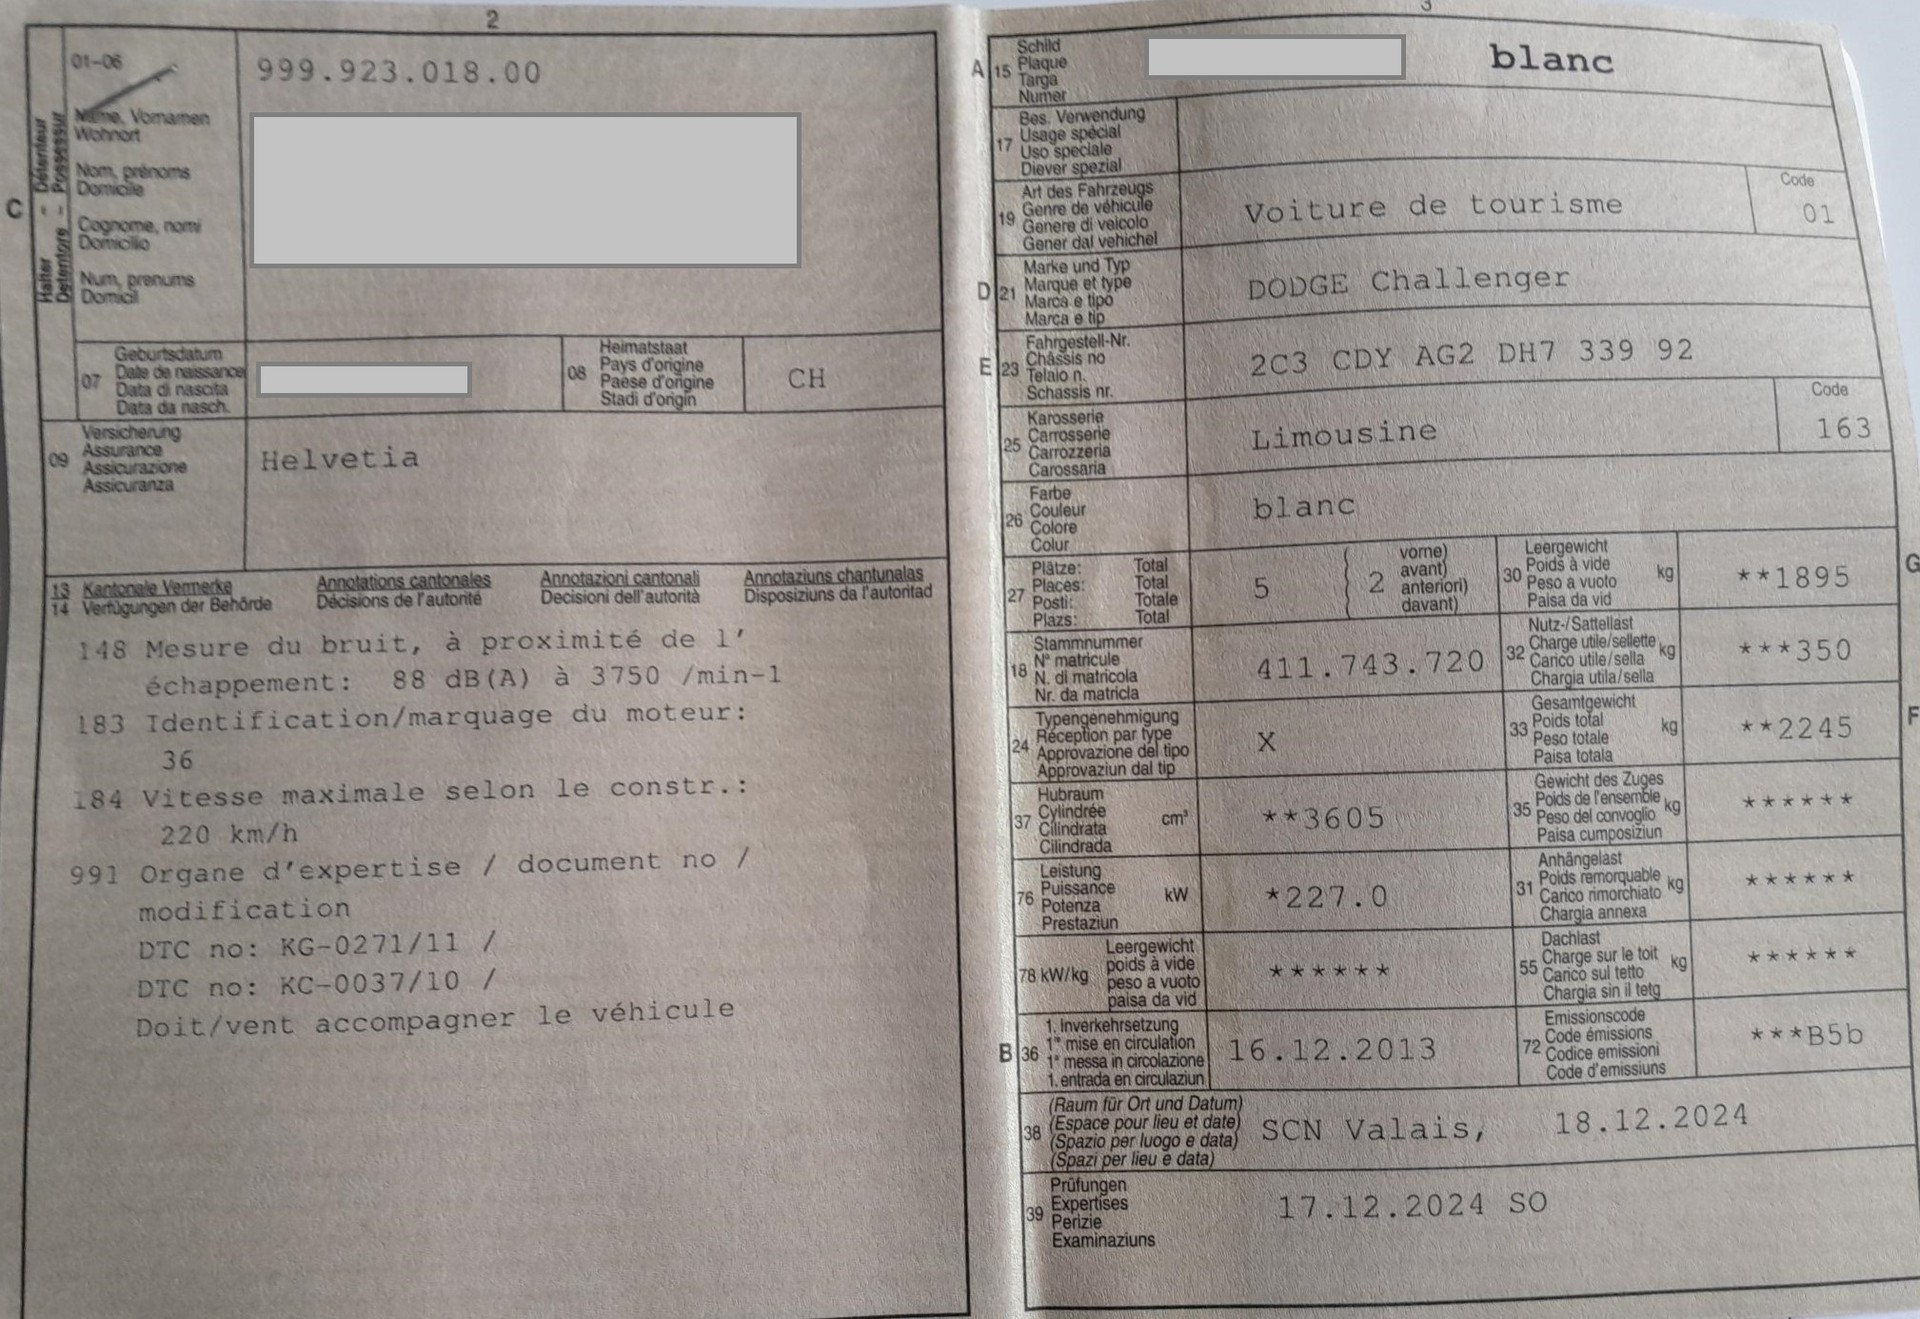 2
Halter - Détenteur
Detentore - Possessur
C
01-06
999.923.018.00
Name, Vornamen
Wohnort
Nom, prénoms
Domicile
Cognome, nomi
Domicilio
Num, prenums
Domicil
07
Geburtsdatum
Date de naissance
Data di nascita
Data da nasch.
08
Heimatstaat
Pays d'origine
Paese d'origine
Stadi d'origin
CH
09
Versicherung
Assurance
Assicurazione
Assicuranza
Helvetia
13 Kantonale Vermerke Annotations cantonales Annotazioni cantonali Annotaziuns chantunalas
14 Verfügungen der Behörde Décisions de l'autorité Decisioni dell'autorità Disposiziuns da l'autoritad
148 Mesure du bruit, à proximité de l'
échappement: 88 dB(A) à 3750 /min-1
183 Identification/marquage du moteur:
36
184 Vitesse maximale selon le constr.:
220 km/h
991 Organe d'expertise / document no /
modification
DTC no: KG-0271/11 /
DTC no: KC-0037/10 /
Doit/vent accompagner le véhicule
3
A 15
Schild
Plaque
Targa
Numer
blanc
17
Bes. Verwendung
Usage spécial
Uso speciale
Diever spezial
19
Art des Fahrzeugs
Genre de véhicule
Genere di veicolo
Gener dal vehichel
Voiture de tourisme
Code
01
D 21
Marke und Typ
Marque et type
Marca e tipo
Marca e tip
DODGE Challenger
E 23
Fahrgestell-Nr.
Châssis no
Telaio n.
Schassis nr.
2C3 CDY AG2 DH7 339 92
25
Karosserie
Carrosserie
Carrozzeria
Carossaria
Limousine
Code
163
26
Farbe
Couleur
Colore
Colur
blanc
27
Plätze: Total
Places: Total
Posti: Totale
Plazs: Total
5
2
vorne)
avant)
anteriori)
davant)
30
Leergewicht
Poids à vide
Peso a vuoto
Paisa da vid
kg
**1895
G
18
Stammnummer
N° matricule
N. di matricola
Nr. da matricla
411.743.720
32
Nutz-/Sattellast
Charge utile/sellette
Carico utile/sella
Chargia utila/sella
kg
***350
24
Typengenehmigung
Réception par type
Approvazione del tipo
Approvaziun dal tip
X
33
Gesamtgewicht
Poids total
Peso totale
Paisa totala
kg
**2245
F
37
Hubraum
Cylindrée
Cilindrata
Cilindrada
cm³
**3605
35
Gewicht des Zuges
Poids de l'ensemble
Peso del convoglio
Paisa cumposiziun
kg
******
76
Leistung
Puissance
Potenza
Prestaziun
kW
*227.0
31
Anhängelast
Poids remorquable
Carico rimorchiato
Chargia annexa
kg
******
78 kW/kg
Leergewicht
poids à vide
peso a vuoto
paisa da vid
******
55
Dachlast
Charge sur le toit
Carico sul tetto
Chargia sin il tetg
kg
******
B 36
1. Inverkehrsetzung
1re mise en circulation
1a messa in circolazione
1. entrada en circulaziun
16.12.2013
72
Emissionscode
Code émissions
Codice emissioni
Code d'emissiuns
***B5b
38
(Raum für Ort und Datum)
(Espace pour lieu et date)
(Spazio per luogo e data)
(Spazi per lieu e data)
SCN Valais, 18.12.2024
39
Prüfungen
Expertises
Perizie
Examinaziuns
17.12.2024 SO